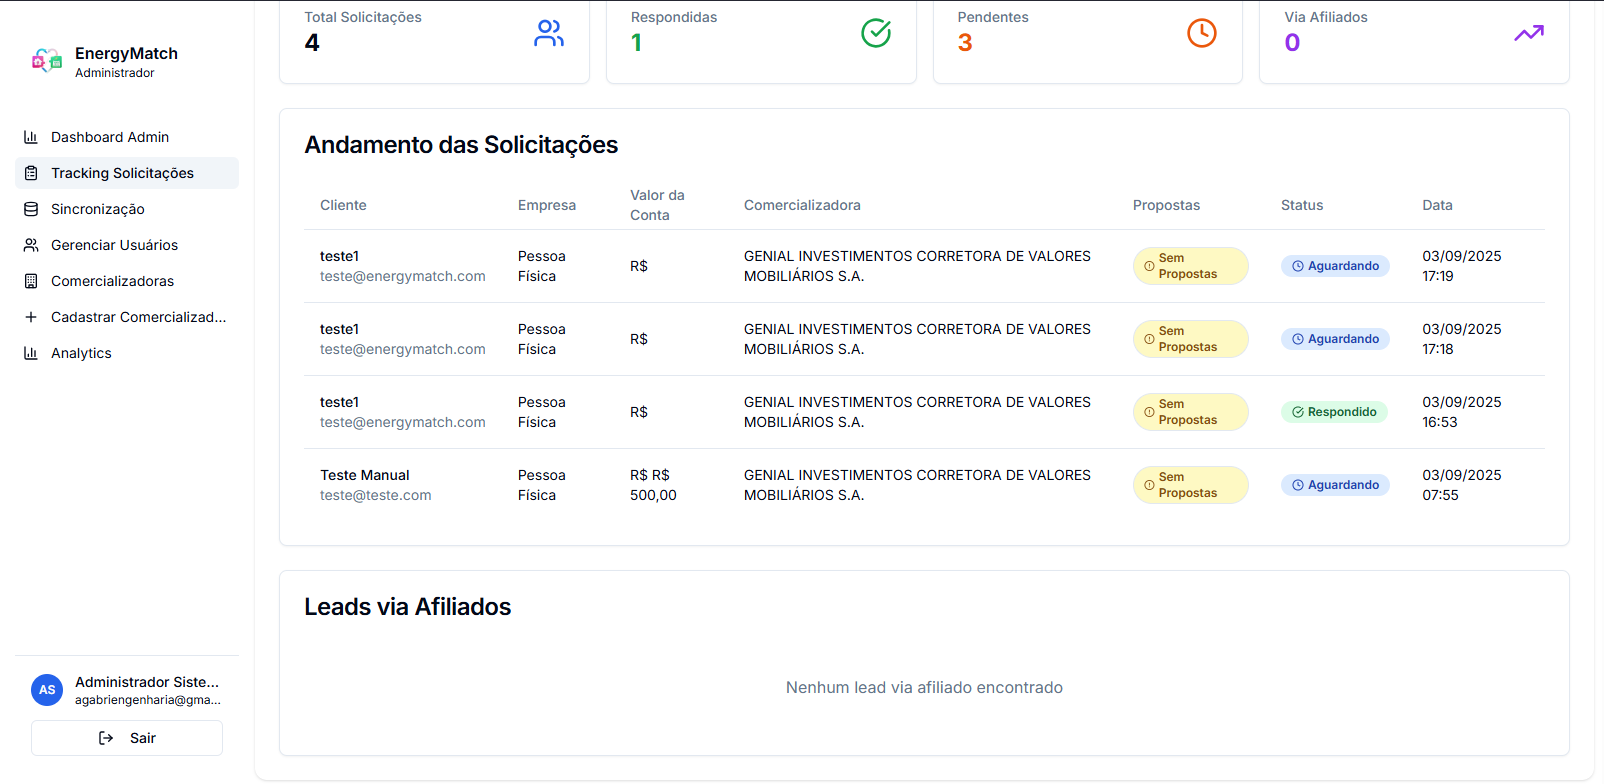 EnergyMatch
Administrador
Dashboard Admin
Tracking Solicitações
Sincronização
Gerenciar Usuários
Comercializadoras
Cadastrar Comercializad...
Analytics
AS
Administrador Siste...
agabriengenharia@gma...
Sair
Total Solicitações
4
Respondidas
1
Pendentes
3
Via Afiliados
0
Andamento das Solicitações
Cliente
Empresa
Valor da
Conta
Comercializadora
Propostas
Status
Data
teste1
teste@energymatch.com
Pessoa
Física
R$
GENIAL INVESTIMENTOS CORRETORA DE VALORES
MOBILIÁRIOS S.A.
Sem
Propostas
Aguardando
03/09/2025
17:19
teste1
teste@energymatch.com
Pessoa
Física
R$
GENIAL INVESTIMENTOS CORRETORA DE VALORES
MOBILIÁRIOS S.A.
Sem
Propostas
Aguardando
03/09/2025
17:18
teste1
teste@energymatch.com
Pessoa
Física
R$
GENIAL INVESTIMENTOS CORRETORA DE VALORES
MOBILIÁRIOS S.A.
Sem
Propostas
Respondido
03/09/2025
16:53
Teste Manual
teste@teste.com
Pessoa
Física
R$ R$
500,00
GENIAL INVESTIMENTOS CORRETORA DE VALORES
MOBILIÁRIOS S.A.
Sem
Propostas
Aguardando
03/09/2025
07:55
Leads via Afiliados
Nenhum lead via afiliado encontrado